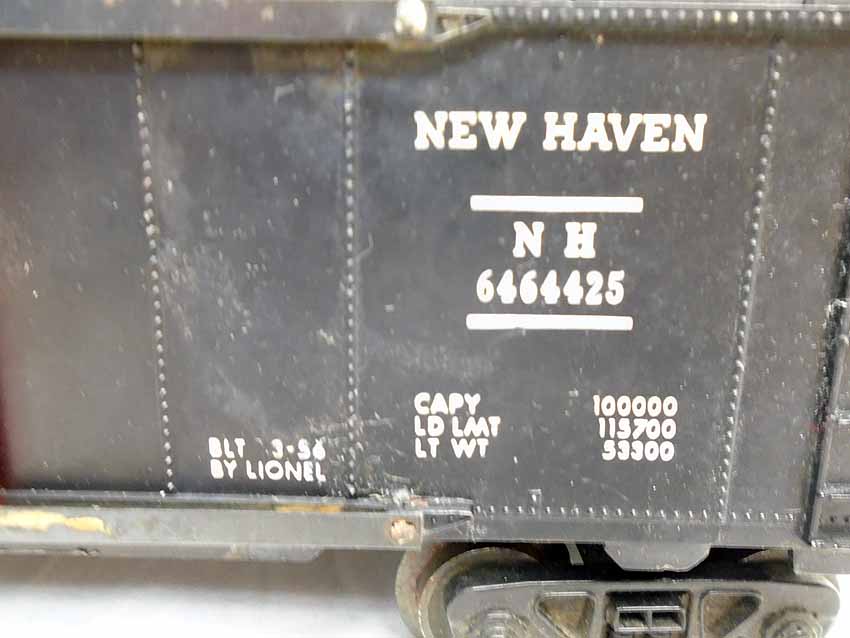 NEW HAVEN
N H
6464425
CAPY 100000
LD LMT 115700
LT WT 53300
BLT 3-56
BY LIONEL